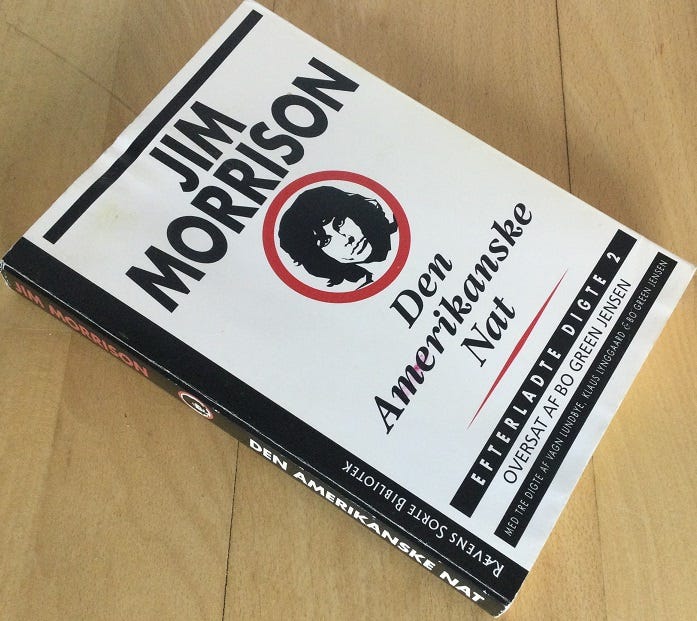 JIM
MORRISON
Den
Amerikanske
Nat
EFTERLADTE DIGTE 2
OVERSAT AF BO GREEN JENSEN
MED TRE DIGTE AF VAGN LUNDBYE, KLAUS LYNGGAARD & BO GREEN JENSEN
RÆVENS SORTE BIBLIOTEK
JIM MORRISON
DEN AMERIKANSKE NAT